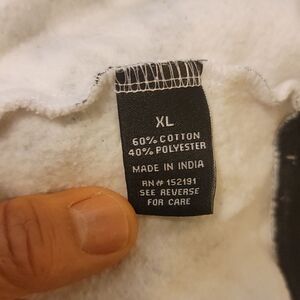 XL
60% COTTON
40% POLYESTER
MADE IN INDIA
RN# 152191
SEE REVERSE
FOR CARE